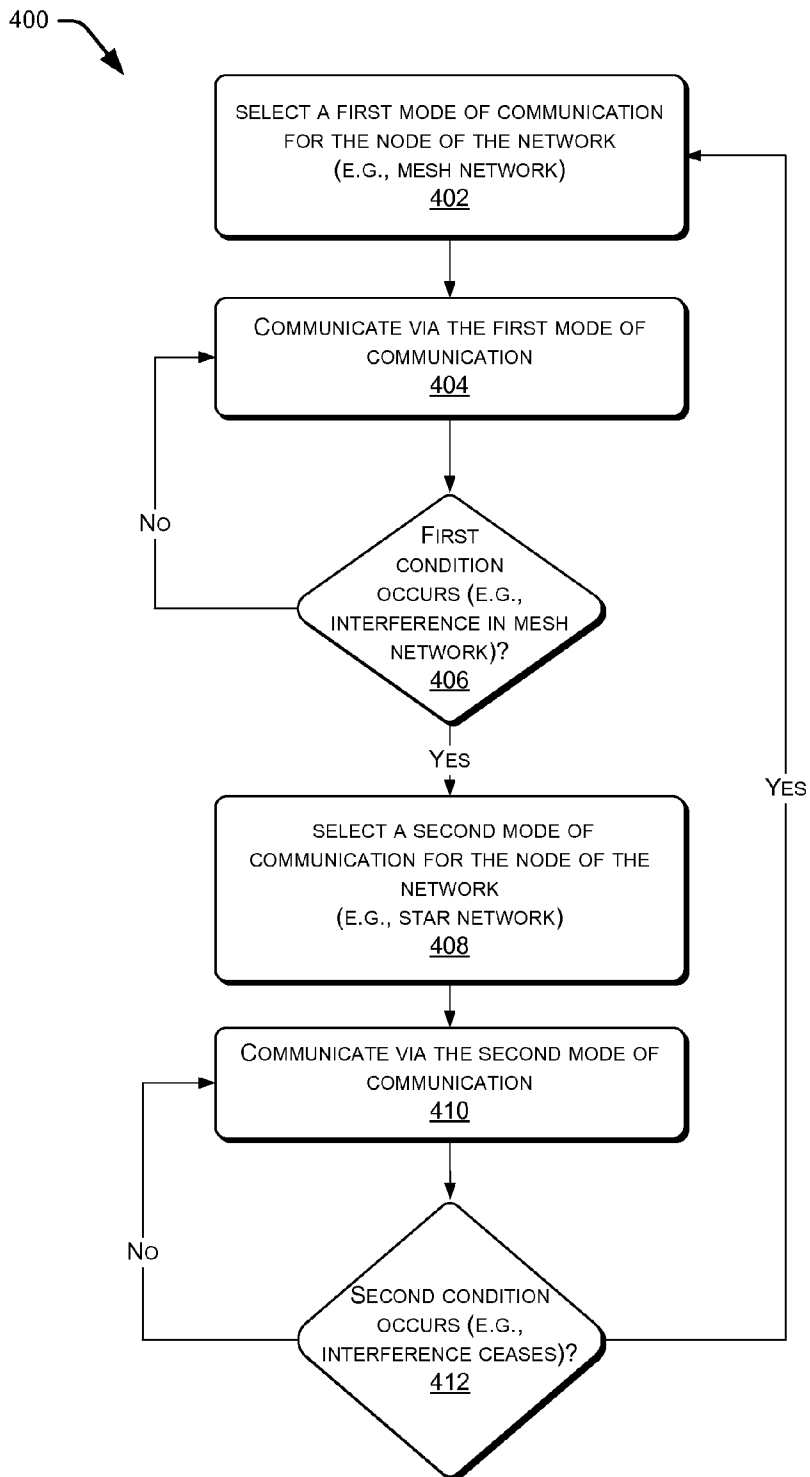 400
SELECT A FIRST MODE OF COMMUNICATION
FOR THE NODE OF THE NETWORK
(E.G., MESH NETWORK)
402
COMMUNICATE VIA THE FIRST MODE OF
COMMUNICATION
404
NO
FIRST
CONDITION
OCCURS (E.G.,
INTERFERENCE IN MESH
NETWORK)?
406
YES
YES
SELECT A SECOND MODE OF
COMMUNICATION FOR THE NODE OF THE
NETWORK
(E.G., STAR NETWORK)
408
COMMUNICATE VIA THE SECOND MODE OF
COMMUNICATION
410
NO
SECOND CONDITION
OCCURS (E.G.,
INTERFERENCE CEASES)?
412